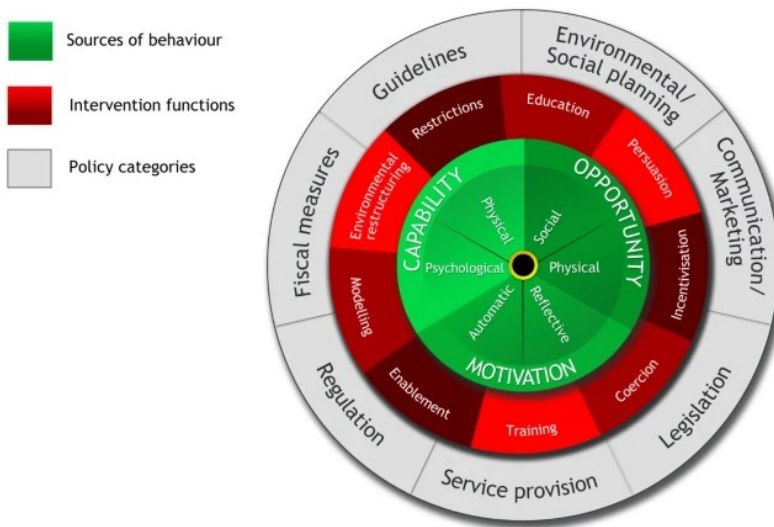 Sources of behaviour
Intervention functions
Policy categories
Guidelines
Environmental/
Social planning
Communication/
Marketing
Legislation
Service provision
Regulation
Fiscal measures
Restrictions
Education
Persuasion
Incentivisation
Coercion
Training
Enablement
Modelling
Environmental
restructuring
CAPABILITY
OPPORTUNITY
MOTIVATION
Physical
Social
Psychological
Physical
Automatic
Reflective